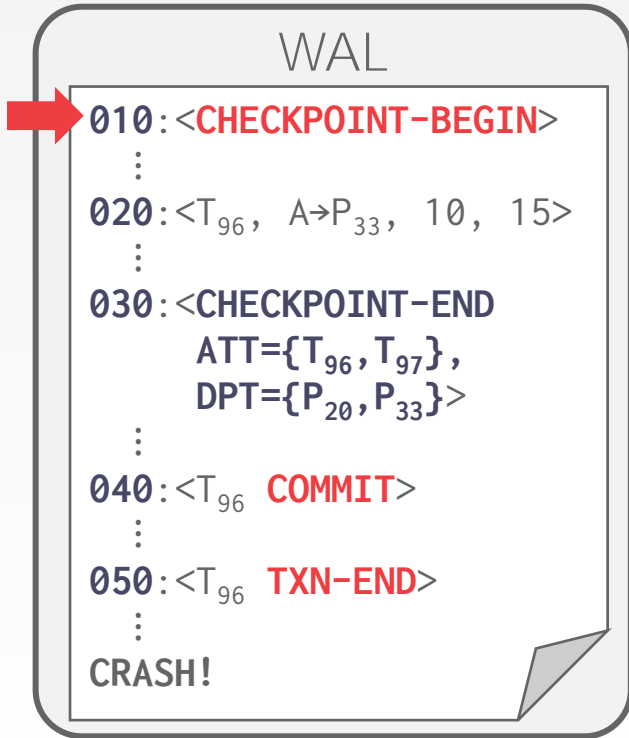 WAL
010:<CHECKPOINT-BEGIN>
⋮
020:<T₉₆, A→P₃₃, 10, 15>
⋮
030:<CHECKPOINT-END
ATT={T₉₆,T₉₇},
DPT={P₂₀,P₃₃}>
⋮
040:<T₉₆ COMMIT>
⋮
050:<T₉₆ TXN-END>
⋮
CRASH!